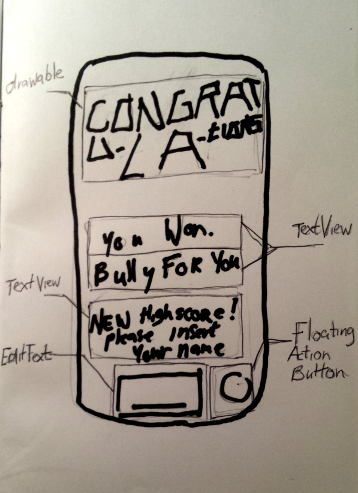 drawable
CONGRAT
U-LA-tIONS
You Won.
TextView
Bully FOR YOU
TextView
NEW Highscore!
please insert
Your name
EditText
Floating
Action
Button